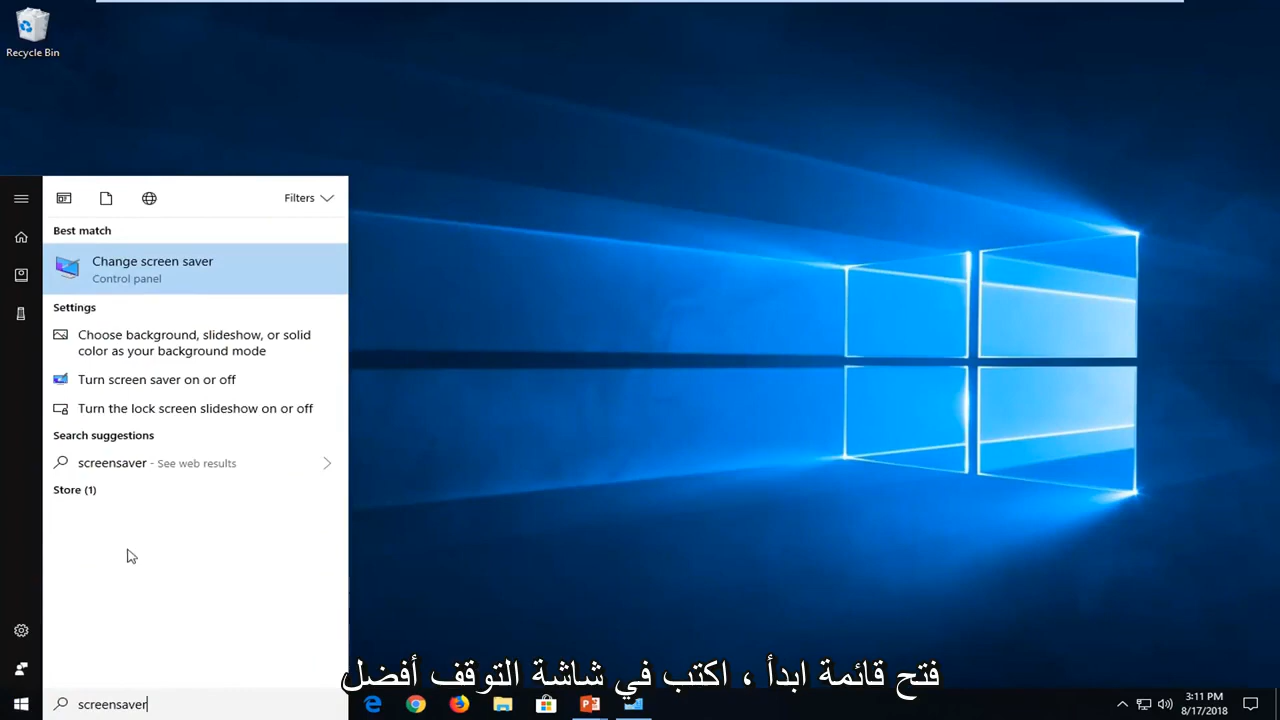 Recycle Bin
Filters
Best match
Change screen saver
Control panel
Settings
Choose background, slideshow, or solid
color as your background mode
Turn screen saver on or off
Turn the lock screen slideshow on or off
Search suggestions
screensaver - See web results
Store (1)
فتح قائمة ابدأ ، اكتب في شاشة التوقف أفضل
screensaver
3:11 PM
8/17/2018